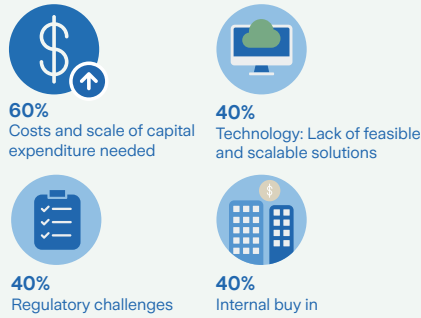 60%
Costs and scale of capital
expenditure needed
40%
Technology: Lack of feasible
and scalable solutions
40%
Regulatory challenges
40%
Internal buy in